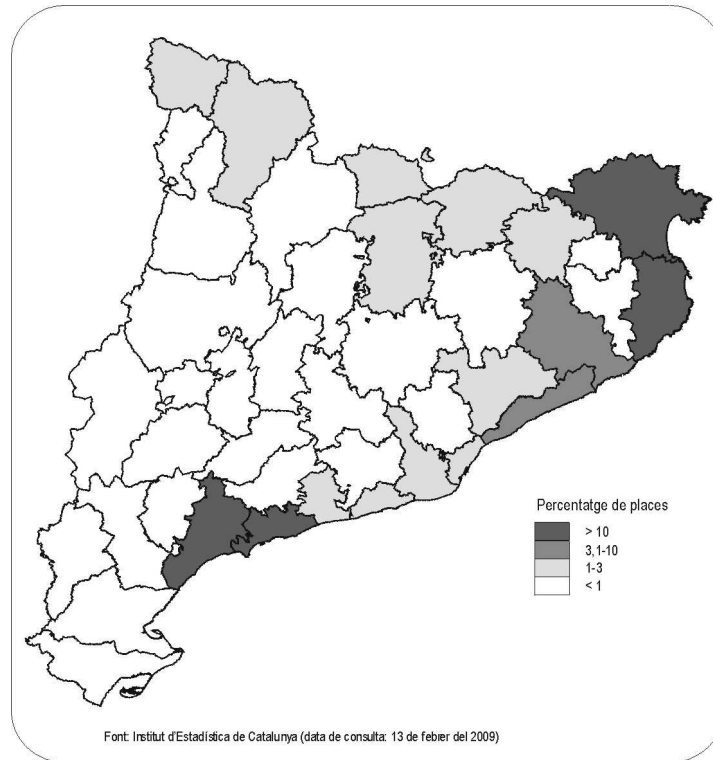 Percentatge de places
> 10
3,1-10
1-3
< 1
Font: Institut d'Estadística de Catalunya (data de consulta: 13 de febrer del 2009)